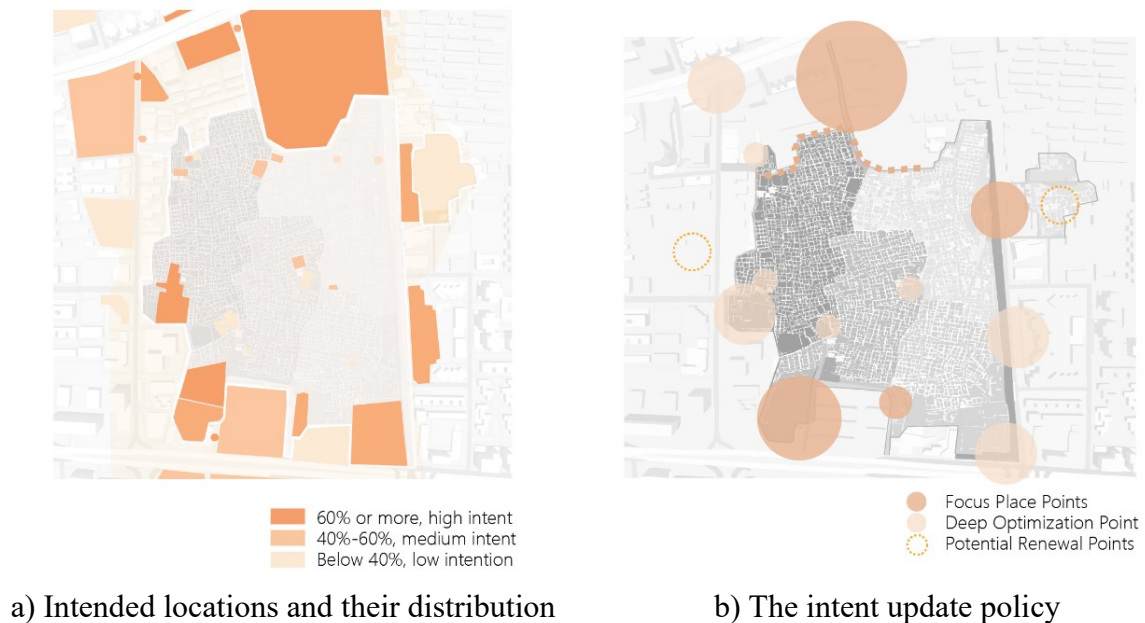 60% or more, high intent
40%-60%, medium intent
Below 40%, low intention
Focus Place Points
Deep Optimization Point
Potential Renewal Points
a) Intended locations and their distribution
b) The intent update policy